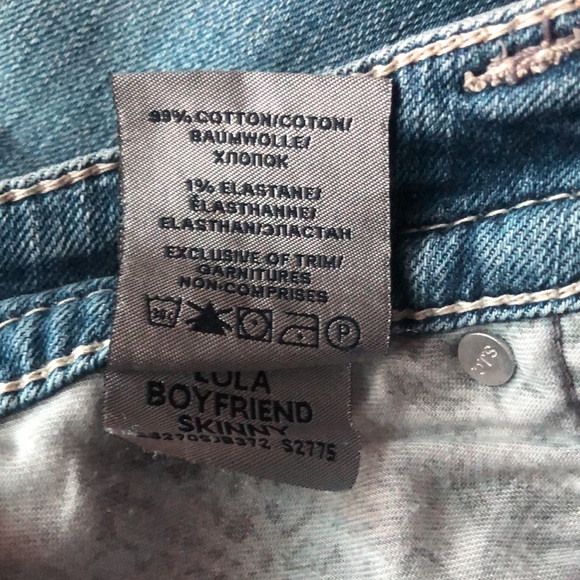 99% COTTON/COTON/
BAUMWOLLE/
ХЛОПОК
1% ELASTANE/
ÉLASTHANNE/
ELASTHAN/ЭЛАСТАН
EXCLUSIVE OF TRIM/
GARNITURES
NON-COMPRISES
P
LOLA
BOYFRIEND
SKINNY
S2775